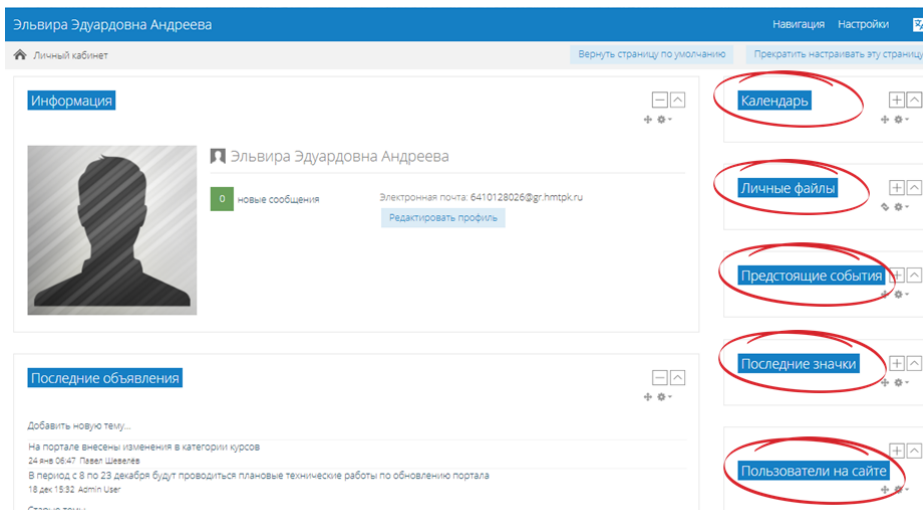 Эльвира Эдуардовна Андреева
Навигация Настройки
Личный кабинет
Вернуть страницу по умолчанию
Прекратить настраивать эту страницу
Информация
Эльвира Эдуардовна Андреева
0 новые сообщения
Электронная почта: 6410128026@gr.hmtpk.ru
Редактировать профиль
Последние объявления
Добавить новую тему...
На портале внесены изменения в категории курсов
24 янв 06:47 Павел Шевелёв
В период с 8 по 23 декабря будут проводиться плановые технические работы по обновлению портала
18 дек 15:32 Admin User
Календарь
Личные файлы
Предстоящие события
Последние значки
Пользователи на сайте